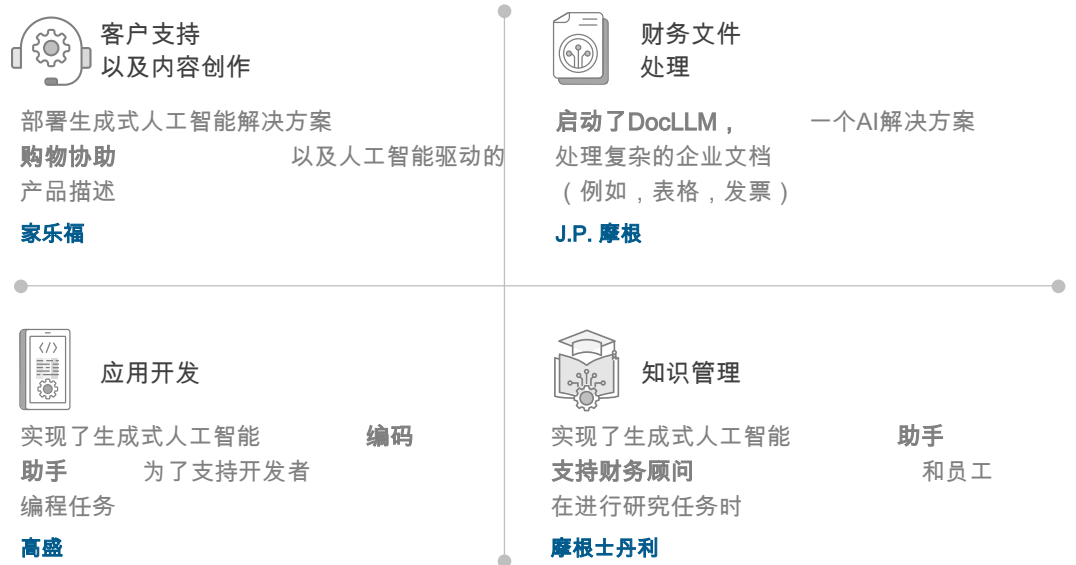 客户支持
以及内容创作
部署生成式人工智能解决方案
购物协助 以及人工智能驱动的
产品描述
家乐福
财务文件
处理
启动了DocLLM， 一个AI解决方案
处理复杂的企业文档
（例如，表格，发票）
J.P. 摩根
</>
应用开发
实现了生成式人工智能 编码
助手 为了支持开发者
编程任务
高盛
知识管理
实现了生成式人工智能 助手
支持财务顾问 和员工
在进行研究任务时
摩根士丹利